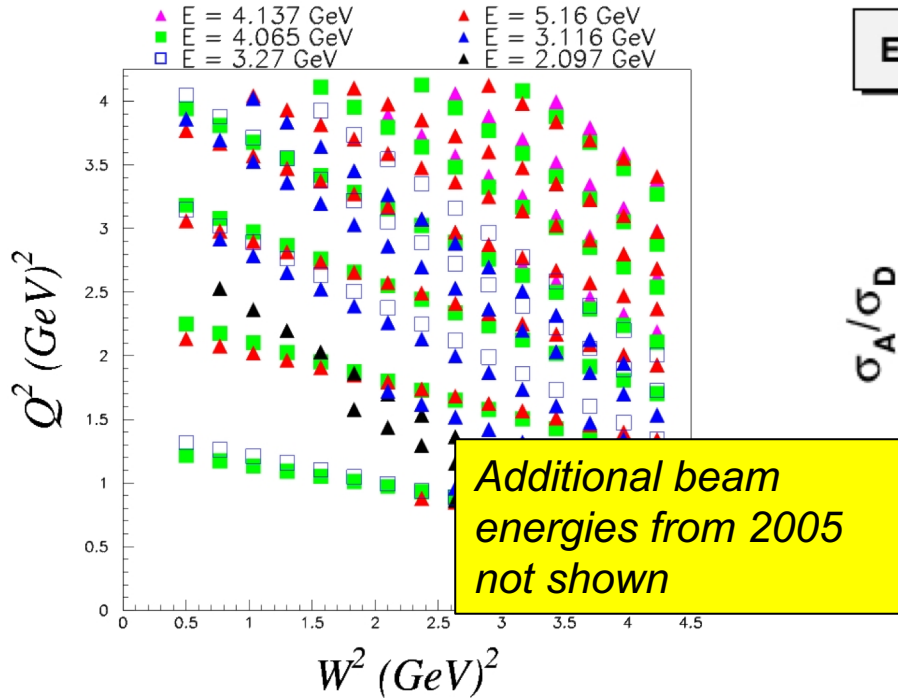 E = 4.137 GeV
E = 5.16 GeV
E = 4.065 GeV
E = 3.116 GeV
E = 3.27 GeV
E = 2.097 GeV
E
4
3.5
3
2.5
2
1.5
1
0.5
0
Q² (GeV)²
σA/σD
Additional beam
energies from 2005
not shown
0 0.5 1 1.5 2 2.5 3 3.5 4 4.5
W² (GeV)²